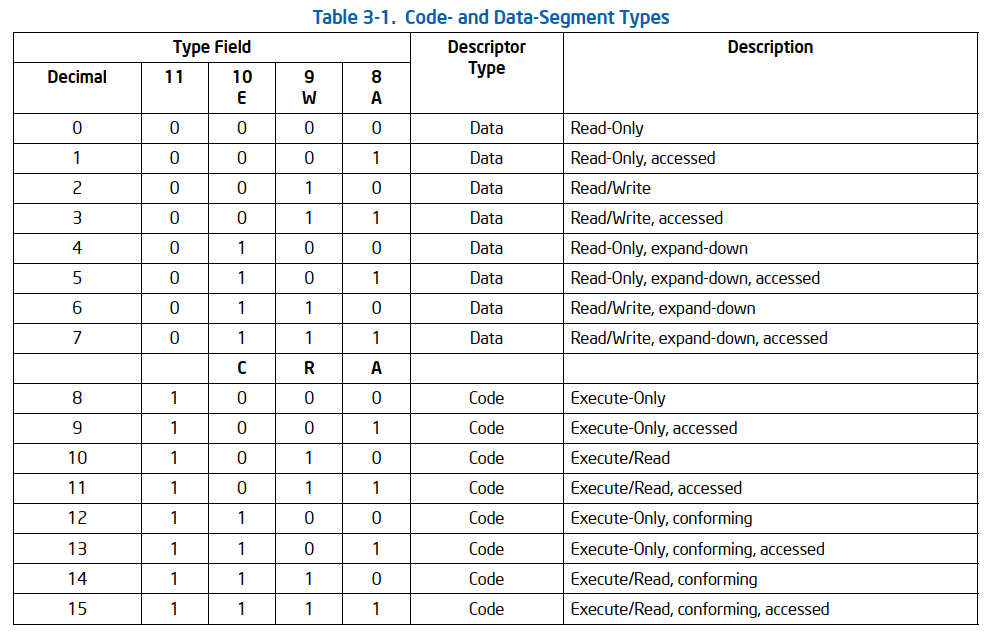 Table 3-1. Code- and Data-Segment Types
Type Field Descriptor Type Description
Decimal 11 10 E 9 W 8 A
0 0 0 0 0 Data Read-Only
1 0 0 0 1 Data Read-Only, accessed
2 0 0 1 0 Data Read/Write
3 0 0 1 1 Data Read/Write, accessed
4 0 1 0 0 Data Read-Only, expand-down
5 0 1 0 1 Data Read-Only, expand-down, accessed
6 0 1 1 0 Data Read/Write, expand-down
7 0 1 1 1 Data Read/Write, expand-down, accessed
C R A
8 1 0 0 0 Code Execute-Only
9 1 0 0 1 Code Execute-Only, accessed
10 1 0 1 0 Code Execute/Read
11 1 0 1 1 Code Execute/Read, accessed
12 1 1 0 0 Code Execute-Only, conforming
13 1 1 0 1 Code Execute-Only, conforming, accessed
14 1 1 1 0 Code Execute/Read, conforming
15 1 1 1 1 Code Execute/Read, conforming, accessed